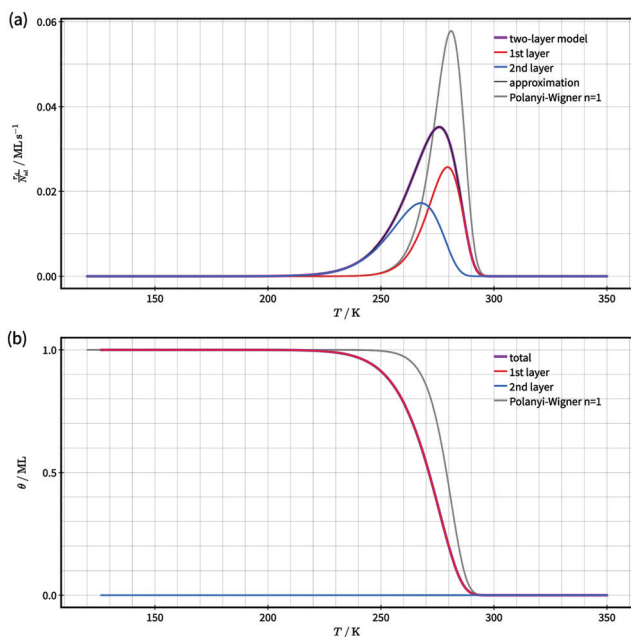 (a)
0.06
0.04
0.02
0.00
two-layer model
1st layer
2nd layer
approximation
Polanyi-Wigner n=1
/ ML s⁻¹
150
200
250
300
350
T / K
(b)
1.0
0.5
0.0
total
1st layer
2nd layer
Polanyi-Wigner n=1
θ / ML
150
200
250
300
350
T / K